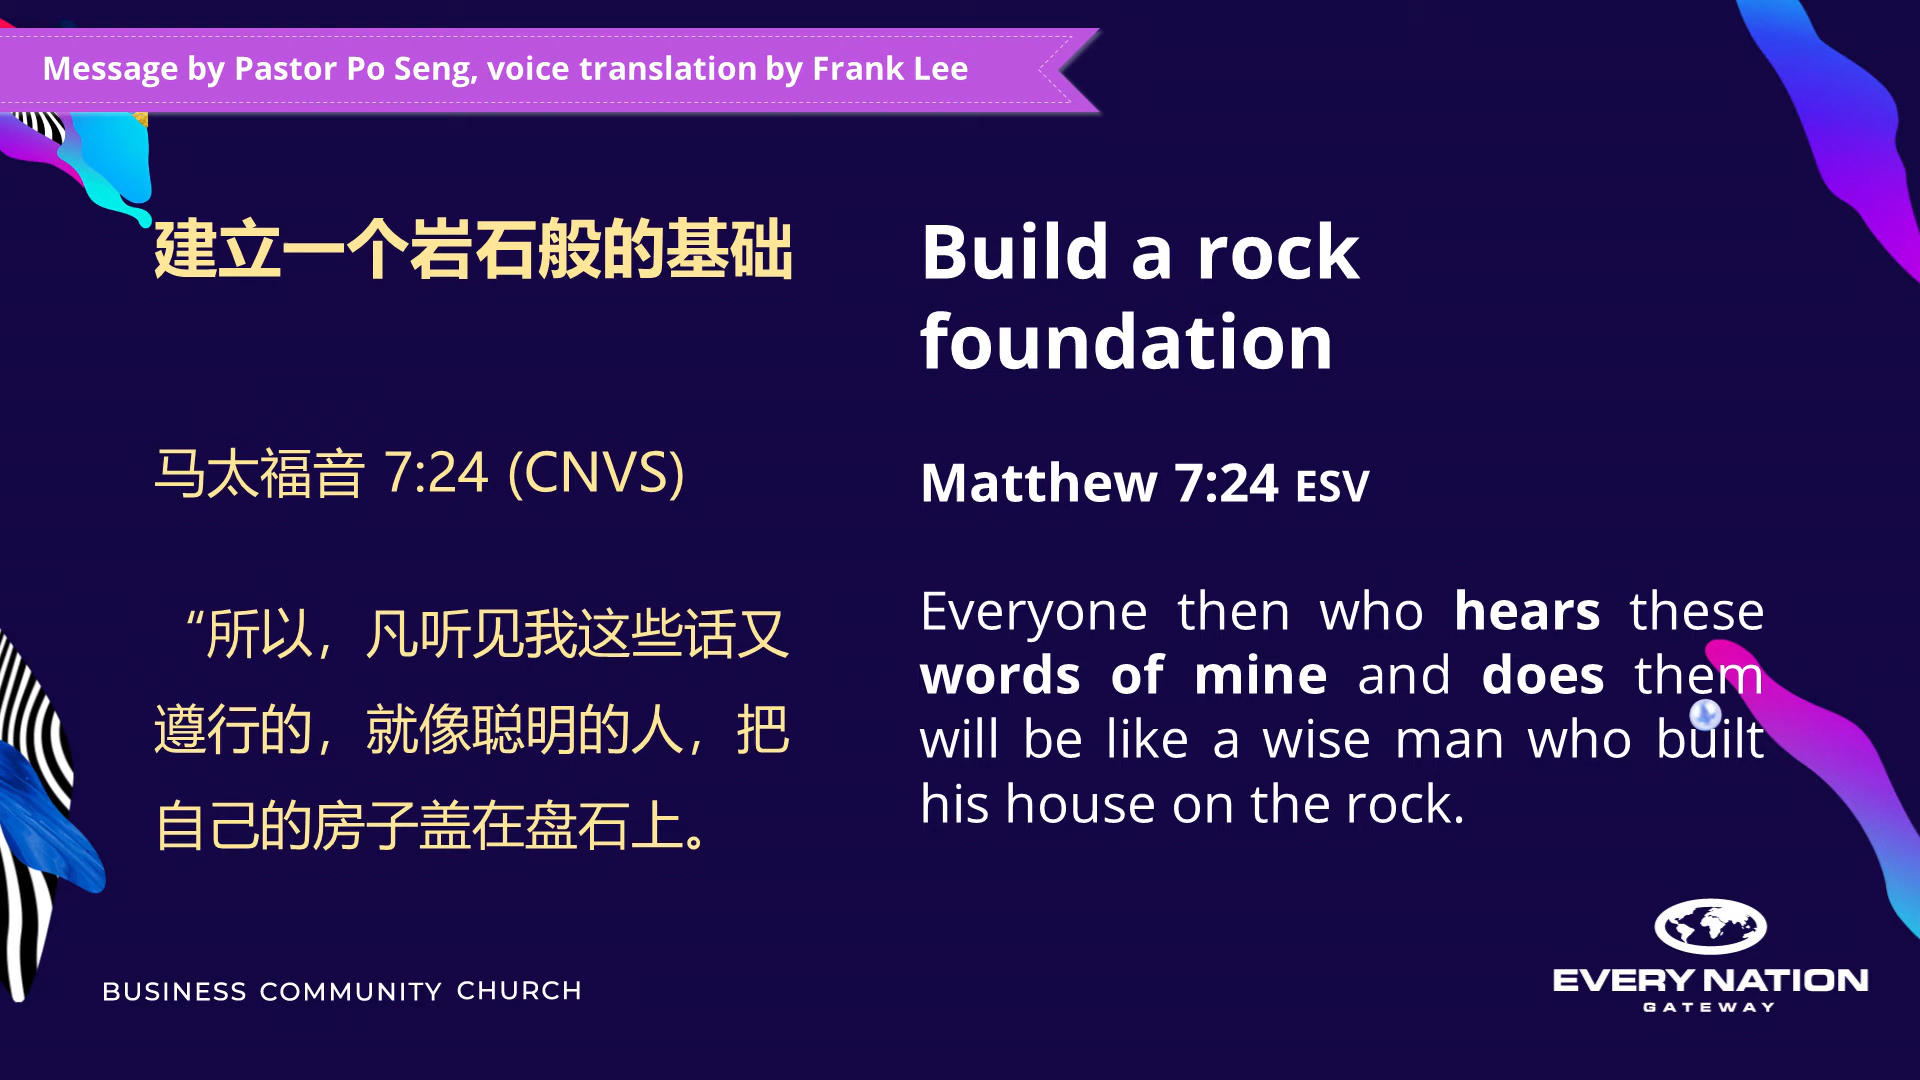 Message by Pastor Po Seng, voice translation by Frank Lee
建立一个岩石般的基础
马太福音 7:24 (CNVS)
“所以，凡听见我这些话又
遵行的，就像聪明的人，把
自己的房子盖在盘石上。
Build a rock
foundation
Matthew 7:24 ESV
Everyone then who hears these
words of mine and does them
will be like a wise man who built
his house on the rock.
BUSINESS COMMUNITY CHURCH
EVERY NATION
GATEWAY